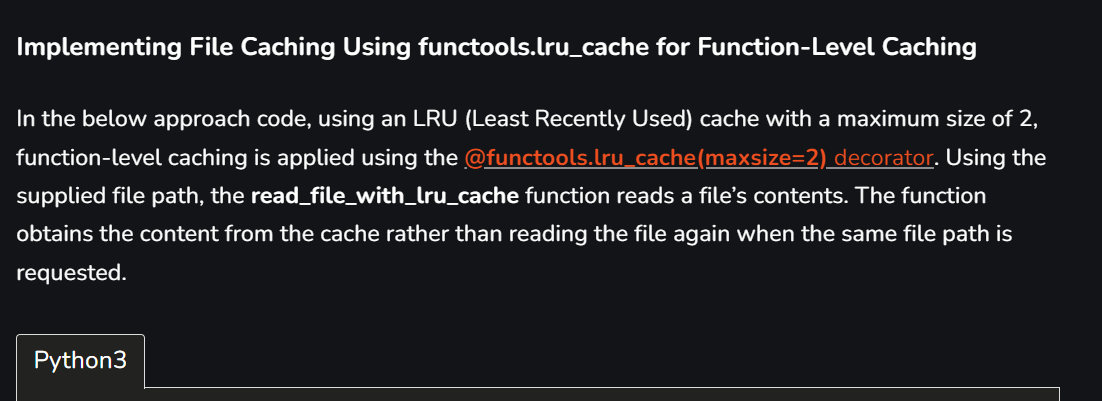 Implementing File Caching Using functools.lru_cache for Function-Level Caching
In the below approach code, using an LRU (Least Recently Used) cache with a maximum size of 2,
function-level caching is applied using the @functools.lru_cache(maxsize=2) decorator. Using the
supplied file path, the read_file_with_lru_cache function reads a file’s contents. The function
obtains the content from the cache rather than reading the file again when the same file path is
requested.
Python3